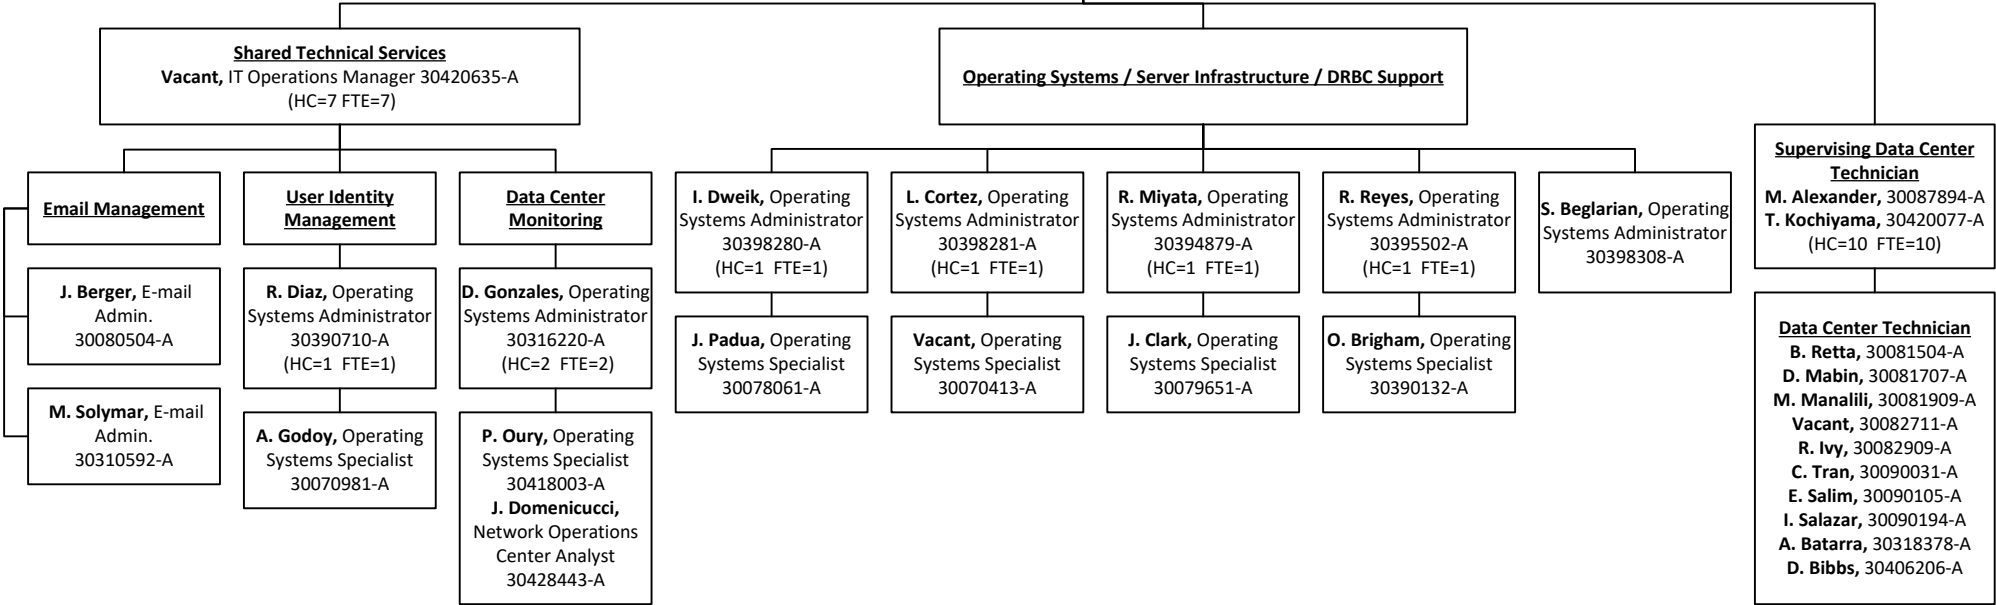 Shared Technical Services
Vacant, IT Operations Manager 30420635-A
(HC=7 FTE=7)
Email Management
J. Berger, E-mail
Admin.
30080504-A
M. Solymar, E-mail
Admin.
30310592-A
User Identity
Management
R. Diaz, Operating
Systems Administrator
30390710-A
(HC=1  FTE=1)
A. Godoy, Operating
Systems Specialist
30070981-A
Data Center
Monitoring
D. Gonzales, Operating
Systems Administrator
30316220-A
(HC=2  FTE=2)
P. Oury, Operating
Systems Specialist
30418003-A
J. Domenicucci,
Network Operations
Center Analyst
30428443-A
Operating Systems / Server Infrastructure / DRBC Support
I. Dweik, Operating
Systems Administrator
30398280-A
(HC=1  FTE=1)
J. Padua, Operating
Systems Specialist
30078061-A
L. Cortez, Operating
Systems Administrator
30398281-A
(HC=1  FTE=1)
Vacant, Operating
Systems Specialist
30070413-A
R. Miyata, Operating
Systems Administrator
30394879-A
(HC=1  FTE=1)
J. Clark, Operating
Systems Specialist
30079651-A
R. Reyes, Operating
Systems Administrator
30395502-A
(HC=1  FTE=1)
O. Brigham, Operating
Systems Specialist
30390132-A
S. Beglarian, Operating
Systems Administrator
30398308-A
Supervising Data Center
Technician
M. Alexander, 30087894-A
T. Kochiyama, 30420077-A
(HC=10  FTE=10)
Data Center Technician
B. Retta, 30081504-A
D. Mabin, 30081707-A
M. Manalili, 30081909-A
Vacant, 30082711-A
R. Ivy, 30082909-A
C. Tran, 30090031-A
E. Salim, 30090105-A
I. Salazar, 30090194-A
A. Batarra, 30318378-A
D. Bibbs, 30406206-A